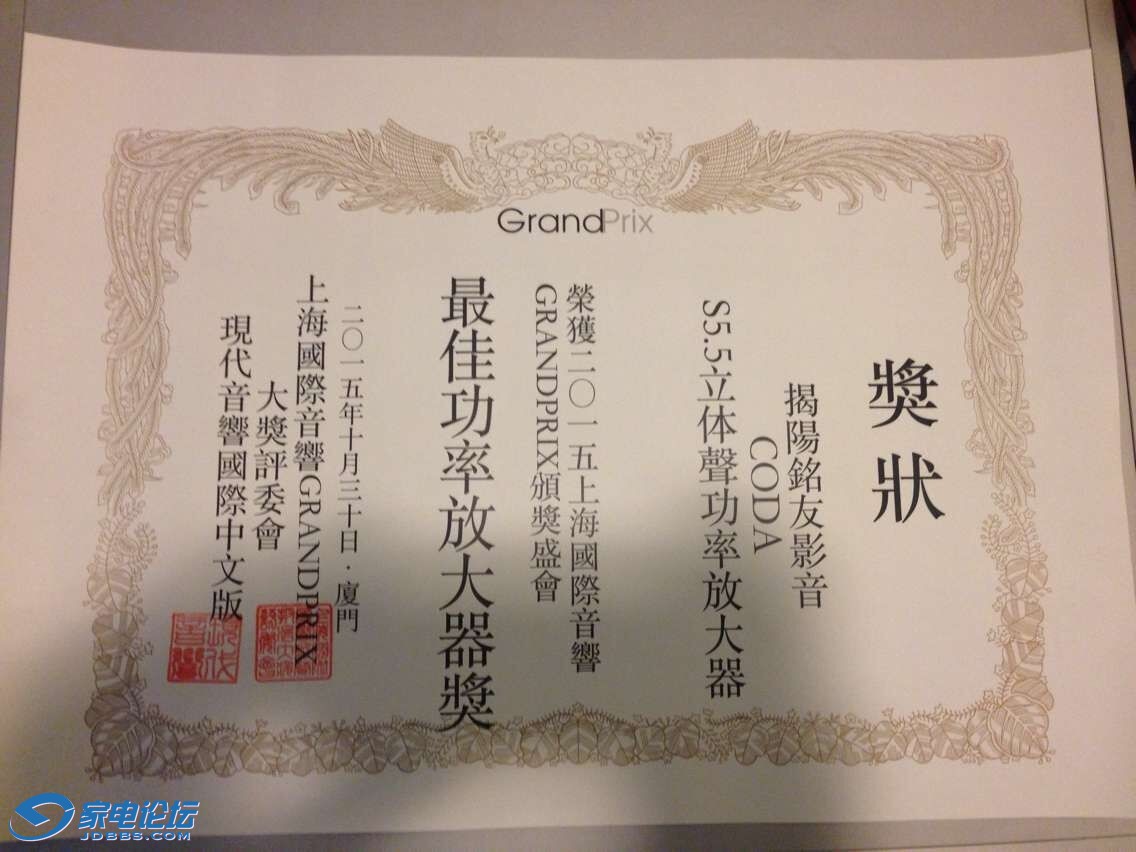 GrandPrix
獎狀
揭陽銘友影音
CODA
S5.5立体聲功率放大器
榮獲二〇一五上海國際音響
GRANDPRIX頒獎盛會
最佳功率放大器獎
二〇一五年十月三十日·廈門
上海國際音響GRANDPRIX
大獎評委會
現代音響國際中文版
家电论坛
JDBBS.COM